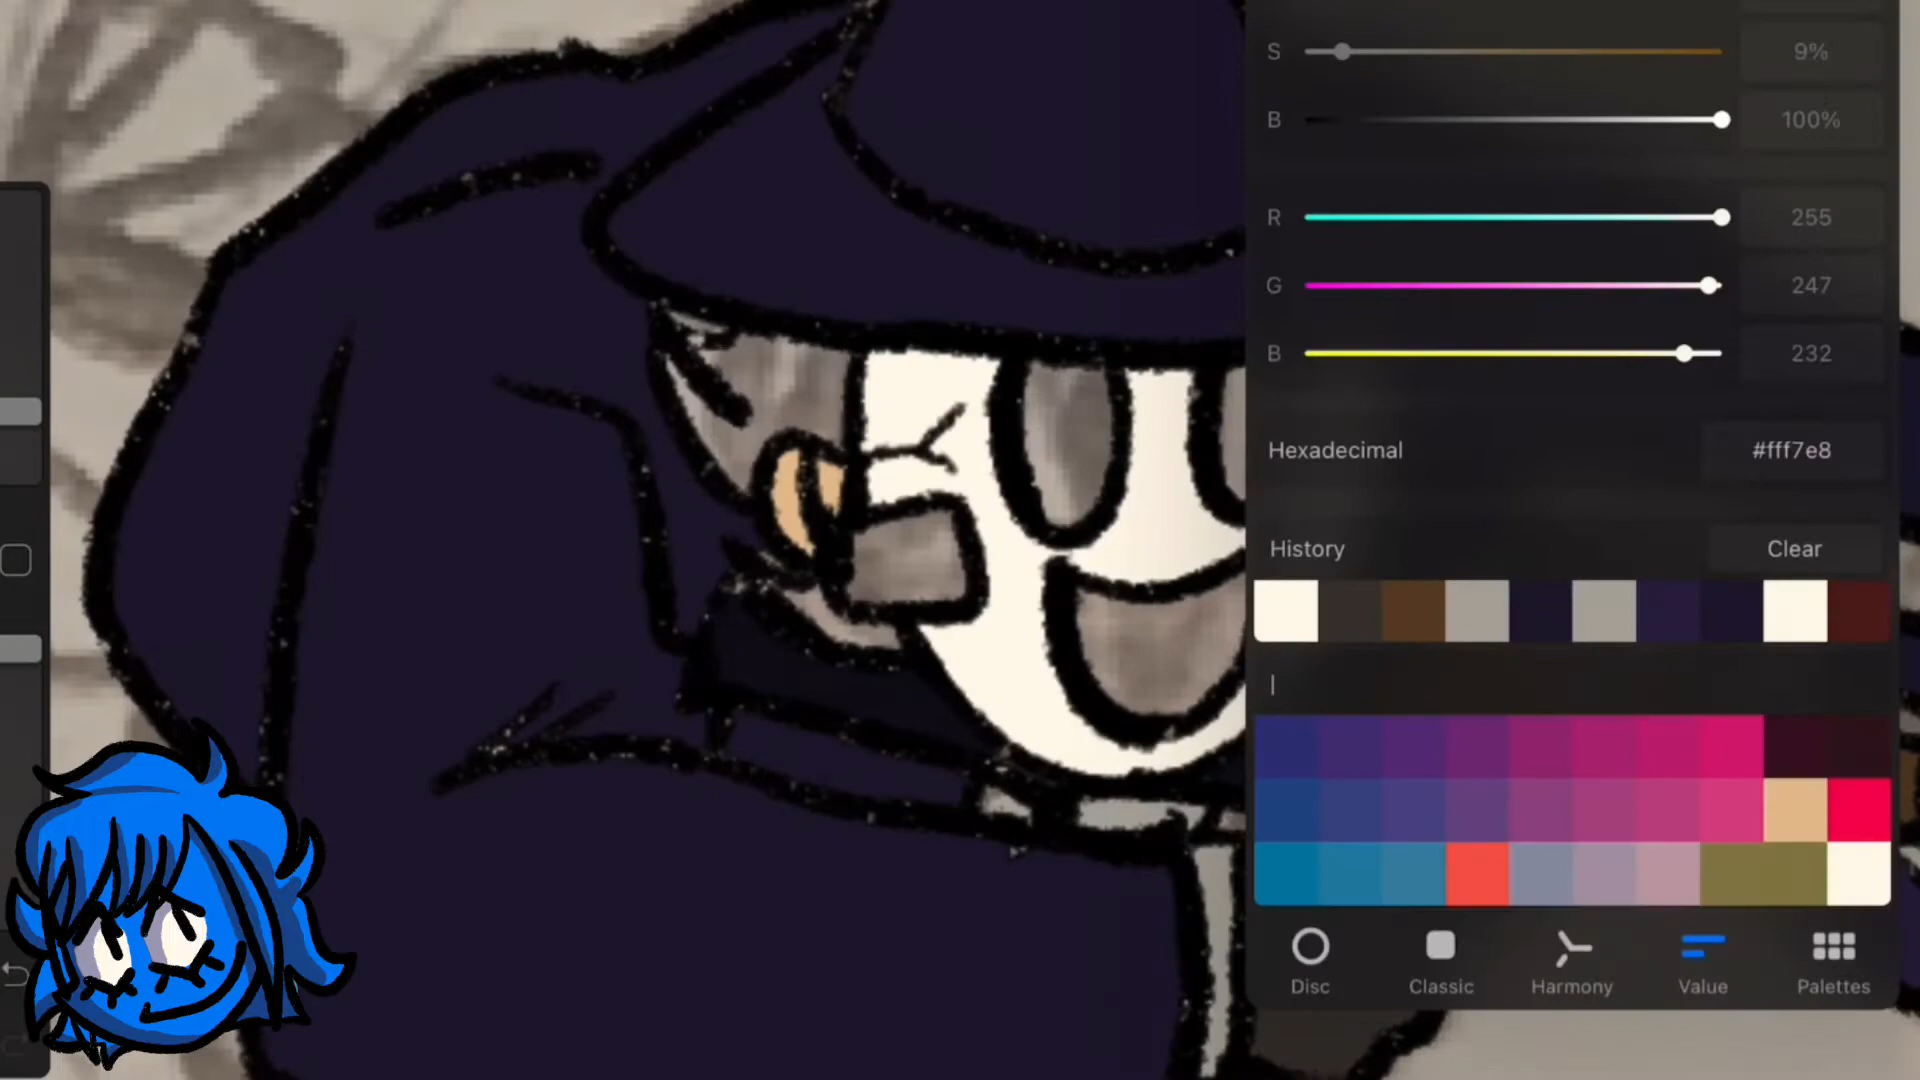 S 9%
B 100%
R 255
G 247
B 232
Hexadecimal #fff7e8
History Clear
Disc Classic Harmony Value Palettes